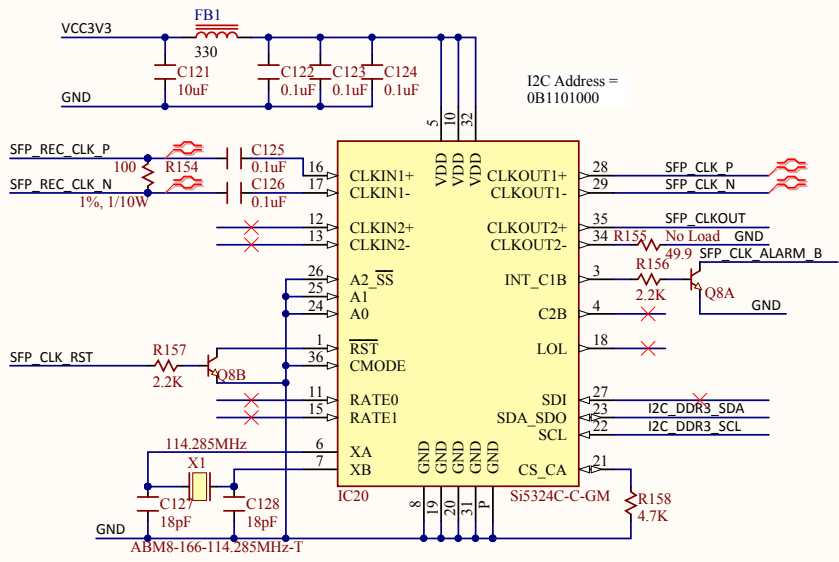 FB1
VCC3V3
330
C121
10uF
C122
0.1uF
C123
0.1uF
C124
0.1uF
GND
I2C Address =
0B1101000
5
10
32
VDD
VDD
VDD
SFP_REC_CLK_P
100
R154
C125
0.1uF
16
CLKIN1+
CLKOUT1+
28
SFP_CLK_P
SFP_REC_CLK_N
1%, 1/10W
C126
0.1uF
17
CLKIN1-
CLKOUT1-
29
SFP_CLK_N
12
CLKIN2+
CLKOUT2+
35
SFP_CLKOUT
13
CLKIN2-
CLKOUT2-
34
R155
No Load
GND
49.9
SFP_CLK_ALARM_B
26
A2_SS
INT_C1B
3
R156
2.2K
Q8A
25
A1
24
A0
C2B
4
GND
SFP_CLK_RST
R157
2.2K
Q8B
1
RST
LOL
18
36
CMODE
11
RATE0
SDI
27
15
RATE1
SDA_SDO
23
I2C_DDR3_SDA
SCL
22
I2C_DDR3_SCL
114.285MHz
6
XA
X1
7
XB
CS_CA
21
GND
GND
GND
GND
GND
IC20
Si5324C-C-GM
C127
18pF
C128
18pF
8
19
20
31
P
R158
4.7K
GND
ABM8-166-114.285MHz-T